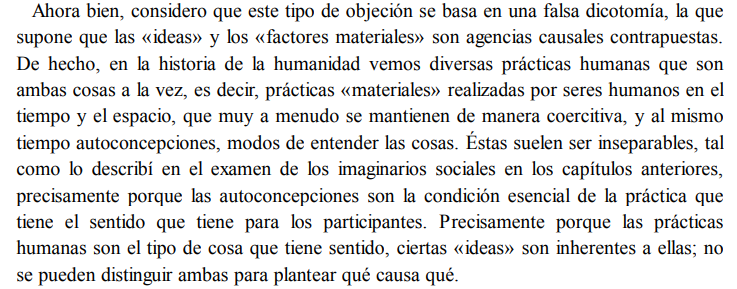 Ahora bien, considero que este tipo de objeción se basa en una falsa dicotomía, la que
supone que las «ideas» y los «factores materiales» son agencias causales contrapuestas.
De hecho, en la historia de la humanidad vemos diversas prácticas humanas que son
ambas cosas a la vez, es decir, prácticas «materiales» realizadas por seres humanos en el
tiempo y el espacio, que muy a menudo se mantienen de manera coercitiva, y al mismo
tiempo autoconcepciones, modos de entender las cosas. Éstas suelen ser inseparables, tal
como lo describí en el examen de los imaginarios sociales en los capítulos anteriores,
precisamente porque las autoconcepciones son la condición esencial de la práctica que
tiene el sentido que tiene para los participantes. Precisamente porque las prácticas
humanas son el tipo de cosa que tiene sentido, ciertas «ideas» son inherentes a ellas; no
se pueden distinguir ambas para plantear qué causa qué.